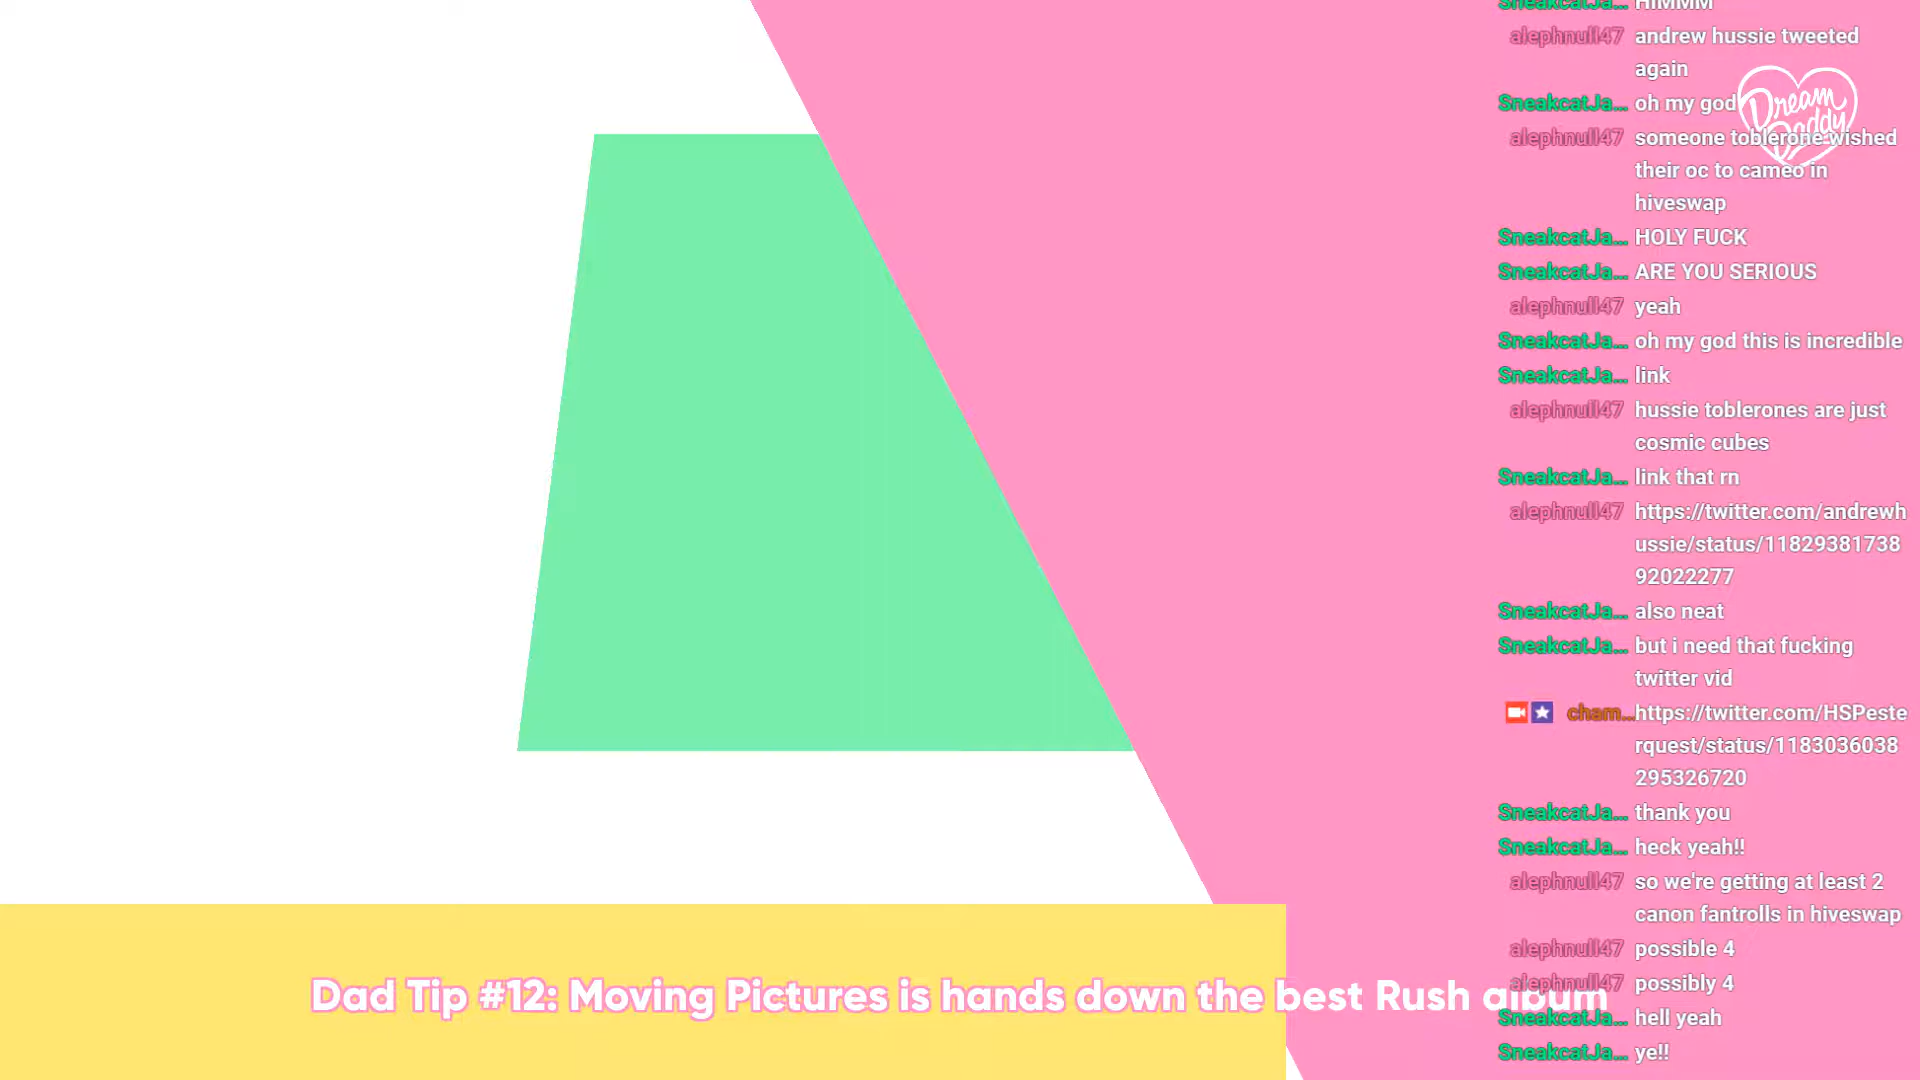 SneakcatJa... HIMMM
alephnull47 andrew hussie tweeted
again
SneakcatJa... oh my god
Dream
Daddy
alephnull47 someone toblerone wished
their oc to cameo in
hiveswap
SneakcatJa... HOLY FUCK
SneakcatJa... ARE YOU SERIOUS
alephnull47 yeah
SneakcatJa... oh my god this is incredible
SneakcatJa... link
alephnull47 hussie toblerones are just
cosmic cubes
SneakcatJa... link that rn
alephnull47 https://twitter.com/andrewh
ussie/status/11829381738
92022277
SneakcatJa... also neat
SneakcatJa... but i need that fucking
twitter vid
cham... https://twitter.com/HSPeste
rquest/status/1183036038
295326720
SneakcatJa... thank you
SneakcatJa... heck yeah!!
alephnull47 so we're getting at least 2
canon fantrolls in hiveswap
alephnull47 possible 4
alephnull47 possibly 4
SneakcatJa... hell yeah
SneakcatJa... ye!!
Dad Tip #12: Moving Pictures is hands down the best Rush album